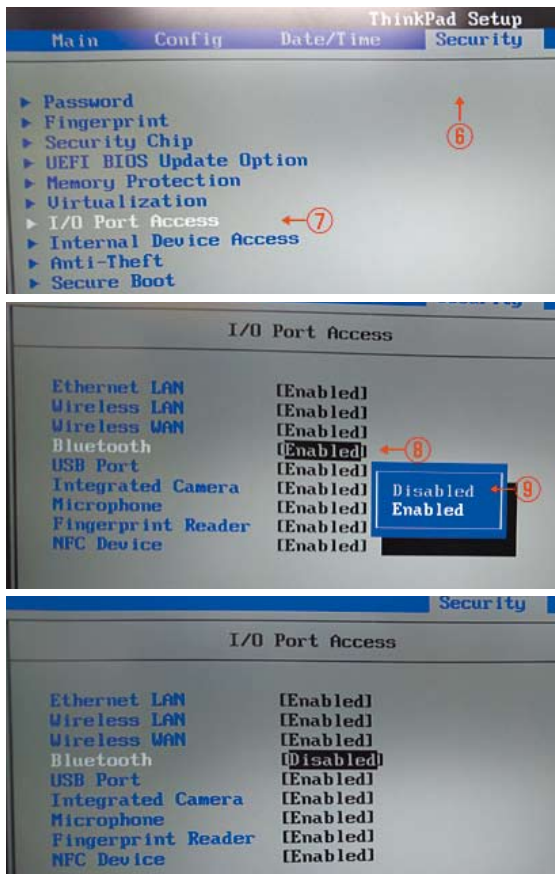 ThinkPad Setup
Main Config Date/Time Security
▶ Password
⑥
▶ Fingerprint
▶ Security Chip
▶ UEFI BIOS Update Option
▶ Memory Protection
▶ Virtualization
▶ I/O Port Access ⑦
▶ Internal Device Access
▶ Anti-Theft
▶ Secure Boot
I/O Port Access
Ethernet LAN [Enabled]
Wireless LAN [Enabled]
Wireless WAN [Enabled]
Bluetooth [Enabled] ⑧
USB Port [Enabled]
Integrated Camera [Enabled]
Microphone [Enabled]
Fingerprint Reader [Enabled]
NFC Device [Enabled]
Disabled ⑨
Enabled
Security
I/O Port Access
Ethernet LAN [Enabled]
Wireless LAN [Enabled]
Wireless WAN [Enabled]
Bluetooth [Disabled]
USB Port [Enabled]
Integrated Camera [Enabled]
Microphone [Enabled]
Fingerprint Reader [Enabled]
NFC Device [Enabled]